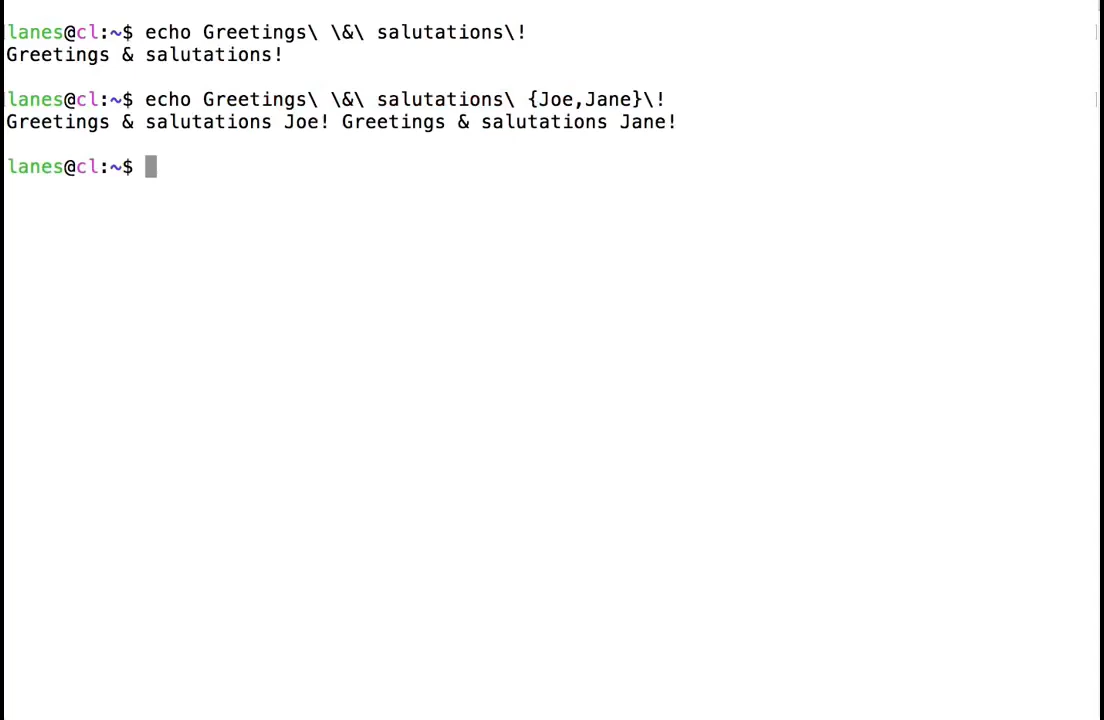 lanes@cl:~$ echo Greetings\ \&\ salutations\!
Greetings & salutations!
lanes@cl:~$ echo Greetings\ \&\ salutations\ {Joe,Jane}\!
Greetings & salutations Joe! Greetings & salutations Jane!
lanes@cl:~$